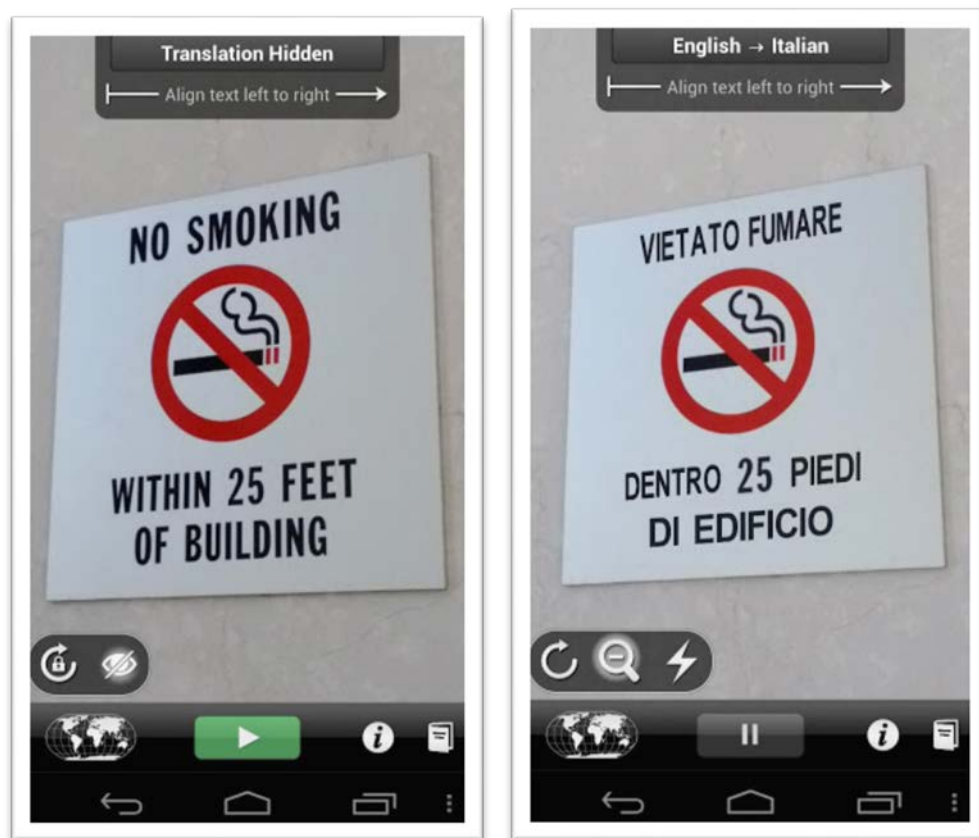 Translation Hidden
Align text left to right
NO SMOKING
WITHIN 25 FEET
OF BUILDING
English → Italian
Align text left to right
VIETATO FUMARE
DENTRO 25 PIEDI
DI EDIFICIO